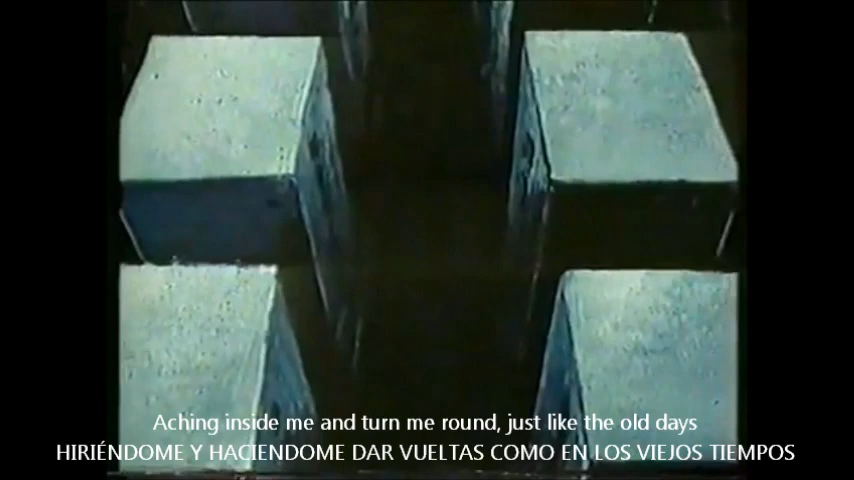 Aching inside me and turn me round, just like the old days
HIRIÉNDOME Y HACIENDOME DAR VUELTAS COMO EN LOS VIEJOS TIEMPOS